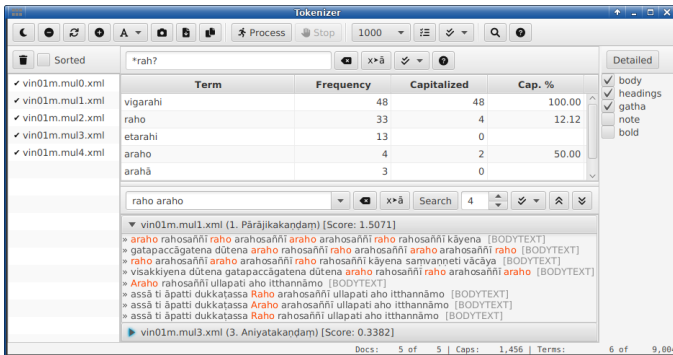 Tokenizer
A Process Stop 1000
Sorted *rah? x➤ā Detailed
✔ vin01m.mul0.xml
✔ vin01m.mul1.xml
✔ vin01m.mul2.xml
✔ vin01m.mul3.xml
✔ vin01m.mul4.xml
Term Frequency Capitalized Cap. %
vigarahi 48 48 100.00
raho 33 4 12.12
etarahi 13 0
araho 4 2 50.00
arahā 3 0
body
headings
gatha
note
bold
raho araho x➤ā Search 4
vin01m.mul1.xml (1. Pārājikakaṇḍaṃ) [Score: 1.5071]
» araho rahosaññī raho arahosaññī araho arahosaññī raho rahosaññī kāyena [BODYTEXT]
» gatapaccāgatena dūtena araho rahosaññī raho arahosaññī araho arahosaññī raho [BODYTEXT]
» raho arahosaññī araho arahosaññī raho rahosaññī kāyena saṃvaṇṇeti vācāya [BODYTEXT]
» visakkiyena dūtena gatapaccāgatena dūtena araho rahosaññī raho arahosaññī araho [BODYTEXT]
» Araho rahosaññī ullapati aho itthannāmo [BODYTEXT]
» assā ti āpatti dukkaṭassa Raho arahosaññī ullapati aho itthannāmo [BODYTEXT]
» assa ti āpatti dukkaṭassa Araho arahosaññī ullapati aho itthannāmo [BODYTEXT]
» assa ti āpatti dukkaṭassa Raho rahosaññī ullapati aho itthannāmo [BODYTEXT]
vin01m.mul3.xml (3. Aniyatakaṇḍaṃ) [Score: 0.3382]
Docs: 5 of 5 | Caps: 1,456 | Terms: 6 of 9,004